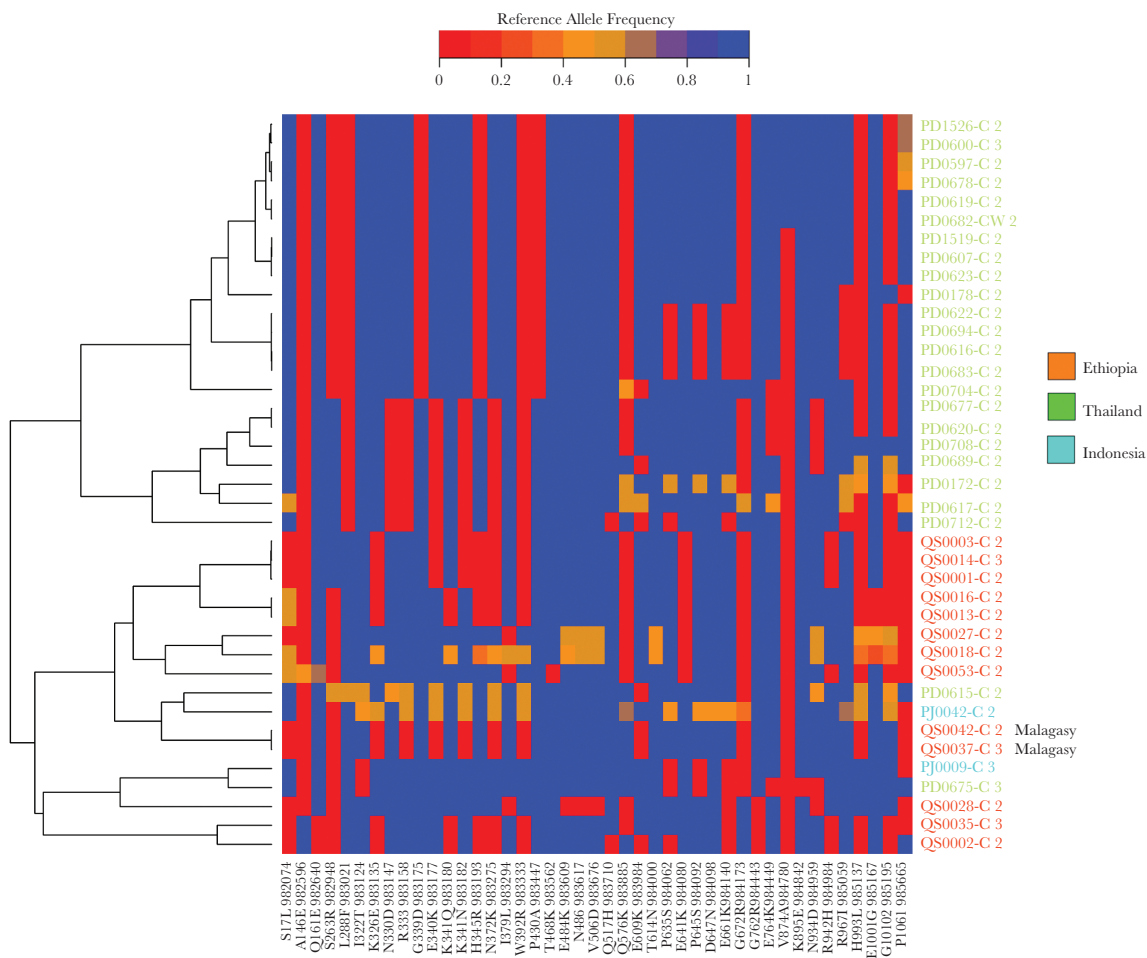 Reference Allele Frequency
0 0.2 0.4 0.6 0.8 1
PD1526-C 2
PD0600-C 3
PD0597-C 2
PD0678-C 2
PD0619-C 2
PD0682-CW 2
PD1519-C 2
PD0607-C 2
PD0623-C 2
PD0178-C 2
PD0622-C 2
PD0694-C 2
PD0616-C 2
PD0683-C 2
PD0704-C 2
PD0677-C 2
PD0620-C 2
PD0708-C 2
PD0689-C 2
PD0172-C 2
PD0617-C 2
PD0712-C 2
QS0003-C 2
QS0014-C 3
QS0001-C 2
QS0016-C 2
QS0013-C 2
QS0027-C 2
QS0018-C 2
QS0053-C 2
PD0615-C 2
PJ0042-C 2
QS0042-C 2 Malagasy
QS0037-C 3 Malagasy
PJ0009-C 3
PD0675-C 3
QS0028-C 2
QS0035-C 3
QS0002-C 2
Ethiopia
Thailand
Indonesia
S17L 982074
A146E 982596
Q161E 982640
S263R 982948
L288F 983021
I322T 983124
K326E 983135
N330D 983147
R333 983158
G339D 983175
E340K 983177
K341Q 983180
K341N 983182
H345R 983193
N372K 983275
I379L 983294
W392R 983333
P430A 983447
T468K 983562
E484K 983609
N486 983617
V506D 983676
Q517H 983710
Q576K 983885
E609K 983984
T614N 984000
P635S 984062
E641K 984080
P645S 984092
D647N 984098
E661K 984140
G672R 984173
G762R 984443
E764K 984449
V874A 984780
K895E 984842
N934D 984959
R942H 984984
R967I 985059
H993L 985137
E1001G 985167
G10102 985195
P1061 985665